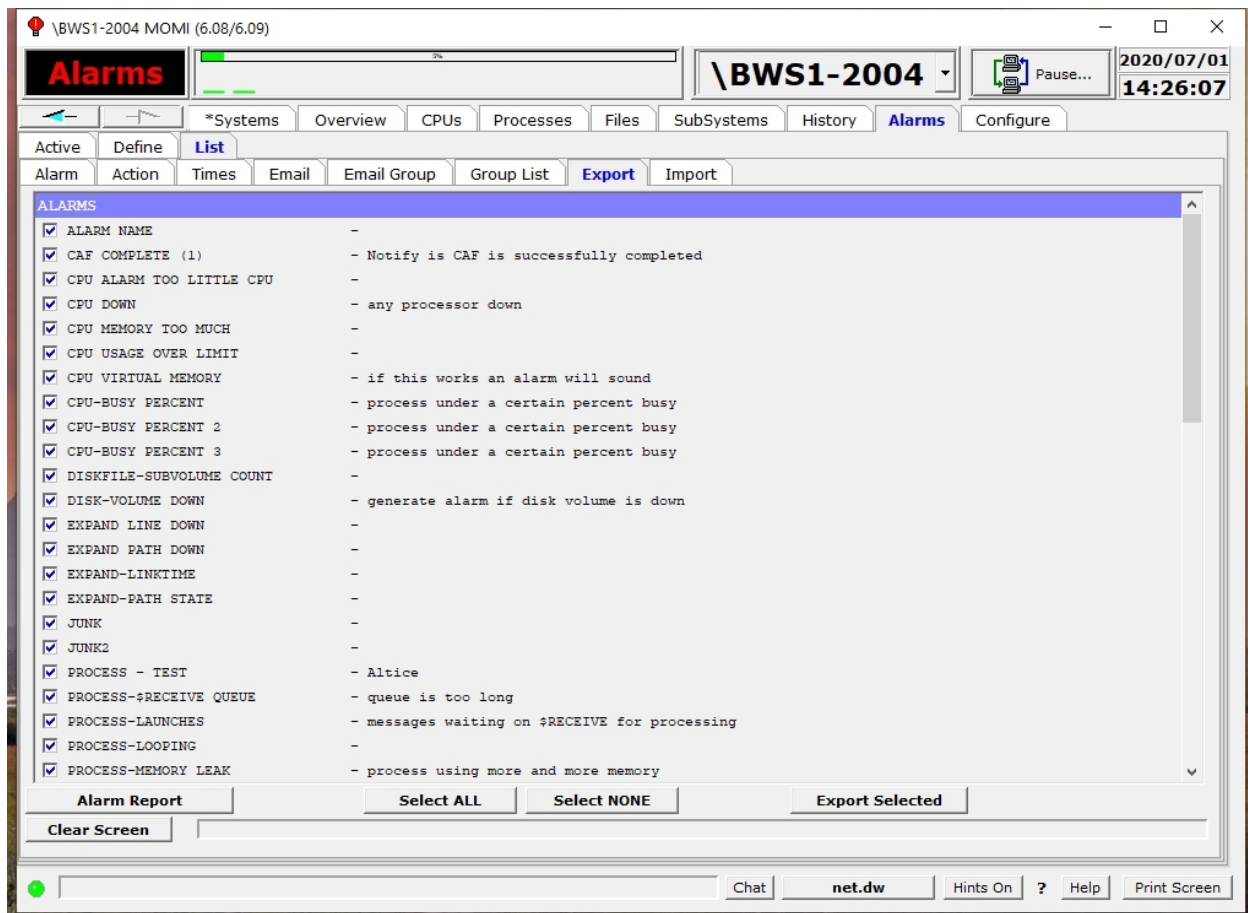 \BWS1-2004 MOMI (6.08/6.09)
Alarms
5%
\BWS1-2004
Pause...
2020/07/01
14:26:07
*Systems Overview CPUs Processes Files SubSystems History Alarms Configure
Active Define List
Alarm Action Times Email Email Group Group List Export Import
ALARMS
ALARM NAME -
CAF COMPLETE (1) - Notify is CAF is successfully completed
CPU ALARM TOO LITTLE CPU -
CPU DOWN - any processor down
CPU MEMORY TOO MUCH -
CPU USAGE OVER LIMIT -
CPU VIRTUAL MEMORY - if this works an alarm will sound
CPU-BUSY PERCENT - process under a certain percent busy
CPU-BUSY PERCENT 2 - process under a certain percent busy
CPU-BUSY PERCENT 3 - process under a certain percent busy
DISKFILE-SUBVOLUME COUNT -
DISK-VOLUME DOWN - generate alarm if disk volume is down
EXPAND LINE DOWN -
EXPAND PATH DOWN -
EXPAND-LINKTIME -
EXPAND-PATH STATE -
JUNK -
JUNK2 -
PROCESS - TEST - Altice
PROCESS-$RECEIVE QUEUE - queue is too long
PROCESS-LAUNCHES - messages waiting on $RECEIVE for processing
PROCESS-LOOPING -
PROCESS-MEMORY LEAK - process using more and more memory
Alarm Report Select ALL Select NONE Export Selected
Clear Screen
Chat net.dw Hints On ? Help Print Screen